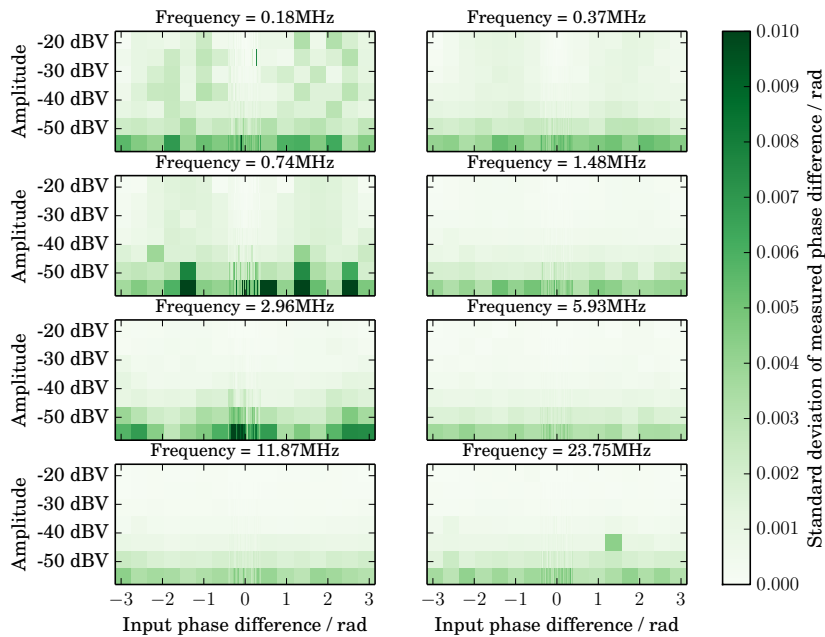 Frequency = 0.18MHz
Frequency = 0.37MHz
-20 dBV
-30 dBV
-40 dBV
-50 dBV
Amplitude
Frequency = 0.74MHz
Frequency = 1.48MHz
-20 dBV
-30 dBV
-40 dBV
-50 dBV
Amplitude
Frequency = 2.96MHz
Frequency = 5.93MHz
-20 dBV
-30 dBV
-40 dBV
-50 dBV
Amplitude
Frequency = 11.87MHz
Frequency = 23.75MHz
-20 dBV
-30 dBV
-40 dBV
-50 dBV
Amplitude
−3 −2 −1 0 1 2 3
Input phase difference / rad
−3 −2 −1 0 1 2 3
Input phase difference / rad
0.010
0.009
0.008
0.007
0.006
0.005
0.004
0.003
0.002
0.001
0.000
Standard deviation of measured phase difference / rad